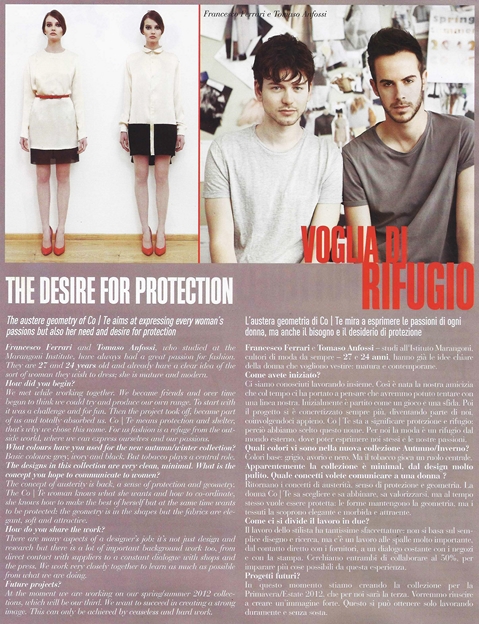 Francesco Ferrari e Tomaso Anfossi
VOGLIA DI
RIFUGIO
THE DESIRE FOR PROTECTION
The austere geometry of Co | Te aims at expressing every woman's
passions but also her need and desire for protection
Francesco Ferrari and Tomaso Anfossi, who studied at the
Marangoni Institute, have always had a great passion for fashion.
They are 27 and 24 years old and already have a clear idea of the
sort of woman they wish to dress; she is mature and modern.
How did you begin?
We met while working together. We became friends and over time
began to think we could try and produce our own range. To start with
it was a challenge and for fun. Then the project took off, became part
of us and totally absorbed us. Co | Te means protection and shelter,
that's why we chose this name. For us fashion is a refuge from the out-
side world, where we can express ourselves and our passions.
What colours have you used for the new autumn/winter collection?
Basic colours: grey, navy and black. But tobacco plays a central role.
The designs in this collection are very clean, minimal. What is the
concept you hope to communicate to women?
The concept of austerity is back, a sense of protection and geometry.
The Co | Te woman knows what she wants and how to co-ordinate,
she knows how to make the best of herself but at the same time wants
to be protected: the geometry is in the shapes but the fabrics are ele-
gant, soft and attractive.
How do you share the work?
There are many aspects of a designer's job: it's not just design and
research but there is a lot of important background work too, from
direct contact with suppliers to a constant dialogue with shops and
the press. We work very closely together to learn as much as possible
from what we are doing.
Future projects?
At the moment we are working on our spring/summer 2012 collec-
tions, which will be our third. We want to succeed in creating a strong
image. This can only be achieved by ceaseless and hard work.
L'austera geometria di Co | Te mira a esprimere le passioni di ogni
donna, ma anche il bisogno e il desiderio di protezione
Francesco Ferrari e Tomaso Anfossi – studi all'Istituto Marangoni,
cultori di moda da sempre – 27 e 24 anni, hanno già le idee chiare
della donna che vogliono vestire: matura e contemporanea.
Come avete iniziato?
Ci siamo conosciuti lavorando insieme. Così è nata la nostra amicizia
che col tempo ci ha portato a pensare che avremmo potuto tentare con
una linea nostra. Inizialmente è partito come un gioco e una sfida. Poi
il progetto si è concretizzato sempre più, diventando parte di noi,
coinvolgendoci appieno. Co | Te sta a significare protezione e rifugio:
perciò abbiamo scelto questo nome. Per noi la moda è un rifugio dal
mondo esterno, dove poter esprimere noi stessi e le nostre passioni.
Quali colori vi sono nella nuova collezione Autunno/Inverno?
Colori base: grigio, avorio e nero. Ma il tabacco gioca un ruolo centrale.
Apparentemente la collezione è minimal, dal design molto
pulito. Quale concetti volete comunicare a una donna?
Ritornano i concetti di austerità, senso di protezione e geometria. La
donna Co | Te sa scegliere e sa abbinare, sa valorizzarsi, ma al tempo
stesso vuole essere protetta: le forme mantengono la geometria, ma i
tessuti la scoprono elegante e morbida e attraente.
Come ci si divide il lavoro in due?
Il lavoro dello stilista ha tantissime sfaccettature: non si basa sul sem-
plice disegno e ricerca, ma c'è un lavoro alle spalle molto importante,
dal contatto diretto con i fornitori, a un dialogo costante con i negozi
e con la stampa. Cerchiamo entrambi di collaborare al 50%, per
imparare più cose possibili da questa esperienza.
Progetti futuri?
In questo momento stiamo creando la collezione per la
Primavera/Estate 2012, che per noi sarà la terza. Vorremmo riuscire
a creare un'immagine forte. Questo si può ottenere solo lavorando
duramente e senza sosta.